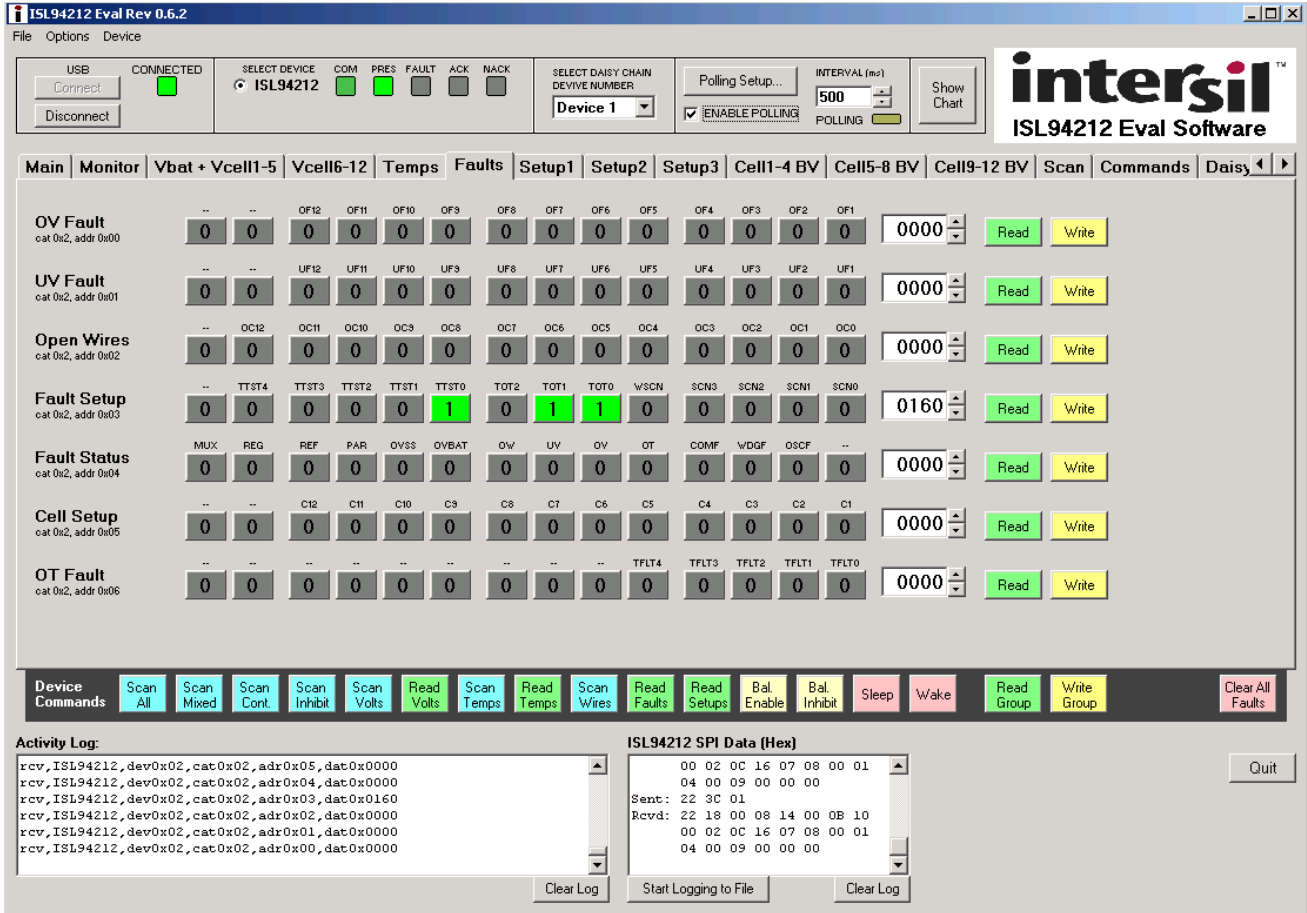 ISL94212 Eval Rev 0.6.2
File Options Device
USB CONNECTED SELECT DEVICE COM PRES FAULT ACK NACK
Connect ISL94212
Disconnect
SELECT DAISY CHAIN
DEVIVE NUMBER
Device 1
Polling Setup... INTERVAL (ms)
500
ENABLE POLLING POLLING
Show
Chart
intersil™
ISL94212 Eval Software
Main Monitor Vbat + Vcell1-5 Vcell6-12 Temps Faults Setup1 Setup2 Setup3 Cell1-4 BV Cell5-8 BV Cell9-12 BV Scan Commands Daisy
-- -- OF12 OF11 OF10 OF9 OF8 OF7 OF6 OF5 OF4 OF3 OF2 OF1
OV Fault 0 0 0 0 0 0 0 0 0 0 0 0 0 0 0000 Read Write
cat 0x2, addr 0x00
-- -- UF12 UF11 UF10 UF9 UF8 UF7 UF6 UF5 UF4 UF3 UF2 UF1
UV Fault 0 0 0 0 0 0 0 0 0 0 0 0 0 0 0000 Read Write
cat 0x2, addr 0x01
-- OC12 OC11 OC10 OC9 OC8 OC7 OC6 OC5 OC4 OC3 OC2 OC1 OC0
Open Wires 0 0 0 0 0 0 0 0 0 0 0 0 0 0 0000 Read Write
cat 0x2, addr 0x02
-- TTST4 TTST3 TTST2 TTST1 TTST0 TOT2 TOT1 TOT0 WSCN SCN3 SCN2 SCN1 SCN0
Fault Setup 0 0 0 0 0 1 0 1 1 0 0 0 0 0 0160 Read Write
cat 0x2, addr 0x03
MUX REG REF PAR OVSS OVBAT OW UV OV OT COMF WDGF OSCF --
Fault Status 0 0 0 0 0 0 0 0 0 0 0 0 0 0 0000 Read Write
cat 0x2, addr 0x04
-- -- C12 C11 C10 C9 C8 C7 C6 C5 C4 C3 C2 C1
Cell Setup 0 0 0 0 0 0 0 0 0 0 0 0 0 0 0000 Read Write
cat 0x2, addr 0x05
-- -- -- -- -- -- -- -- -- TFLT4 TFLT3 TFLT2 TFLT1 TFLT0
OT Fault 0 0 0 0 0 0 0 0 0 0 0 0 0 0 0000 Read Write
cat 0x2, addr 0x06
Device
Commands
Scan All Scan Mixed Scan Cont. Scan Inhibit Scan Volts Read Volts Scan Temps Read Temps Scan Wires Read Faults Read Setups Bal. Enable Bal. Inhibit Sleep Wake Read Group Write Group Clear All Faults
Activity Log:
rcv,ISL94212,dev0x02,cat0x02,adr0x05,dat0x0000
rcv,ISL94212,dev0x02,cat0x02,adr0x04,dat0x0000
rcv,ISL94212,dev0x02,cat0x02,adr0x03,dat0x0160
rcv,ISL94212,dev0x02,cat0x02,adr0x02,dat0x0000
rcv,ISL94212,dev0x02,cat0x02,adr0x01,dat0x0000
rcv,ISL94212,dev0x02,cat0x02,adr0x00,dat0x0000
Clear Log
ISL94212 SPI Data (Hex)
00 02 0C 16 07 08 00 01
04 00 09 00 00 00
Sent: 22 3C 01
Rcvd: 22 18 00 08 14 00 0B 10
00 02 0C 16 07 08 00 01
04 00 09 00 00 00
Start Logging to File Clear Log
Quit